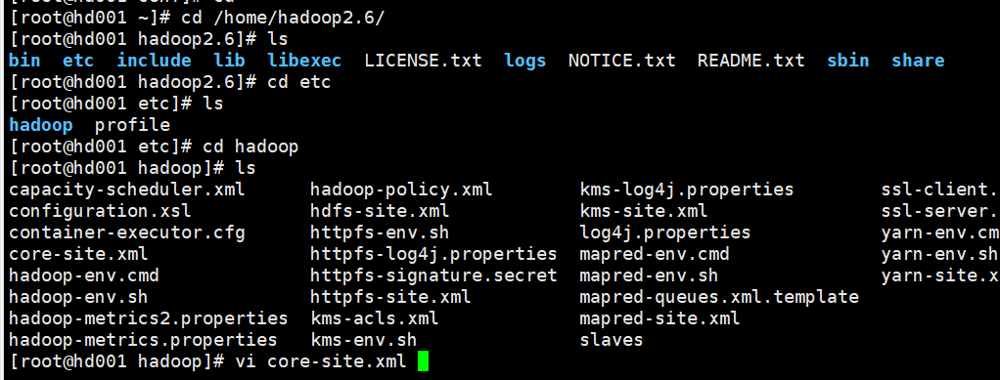 [root@hd001 ~]# cd /home/hadoop2.6/
[root@hd001 hadoop2.6]# ls
bin etc include lib libexec LICENSE.txt logs NOTICE.txt README.txt sbin share
[root@hd001 hadoop2.6]# cd etc
[root@hd001 etc]# ls
hadoop profile
[root@hd001 etc]# cd hadoop
[root@hd001 hadoop]# ls
capacity-scheduler.xml hadoop-policy.xml kms-log4j.properties ssl-client.
configuration.xsl hdfs-site.xml kms-site.xml ssl-server.
container-executor.cfg httpfs-env.sh log4j.properties yarn-env.cm
core-site.xml httpfs-log4j.properties mapred-env.cmd yarn-env.sh
hadoop-env.cmd httpfs-signature.secret mapred-env.sh yarn-site.x
hadoop-env.sh httpfs-site.xml mapred-queues.xml.template
hadoop-metrics2.properties kms-acls.xml mapred-site.xml
hadoop-metrics.properties kms-env.sh slaves
[root@hd001 hadoop]# vi core-site.xml